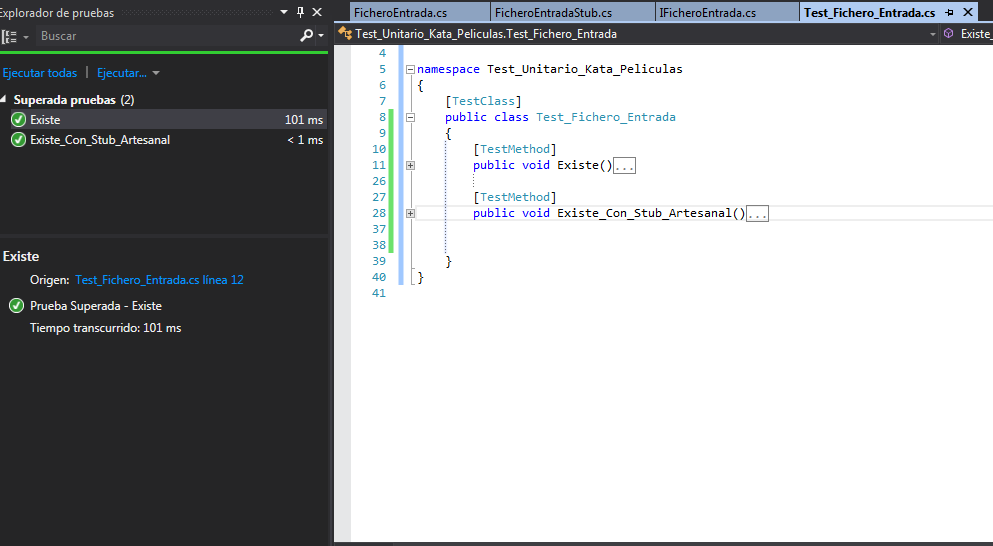 Explorador de pruebas
Buscar
Ejecutar todas | Ejecutar...
Superada pruebas (2)
Existe 101 ms
Existe_Con_Stub_Artesanal < 1 ms
Existe
Origen: Test_Fichero_Entrada.cs línea 12
Prueba Superada - Existe
Tiempo transcurrido: 101 ms
FicheroEntrada.cs FicheroEntradaStub.cs IFicheroEntrada.cs Test_Fichero_Entrada.cs
Test_Unitario_Kata_Peliculas.Test_Fichero_Entrada Existe_
4
5 namespace Test_Unitario_Kata_Peliculas
6 {
7 [TestClass]
8 public class Test_Fichero_Entrada
9 {
10 [TestMethod]
11 public void Existe()...
26
27 [TestMethod]
28 public void Existe_Con_Stub_Artesanal()...
37
38
39 }
40 }
41